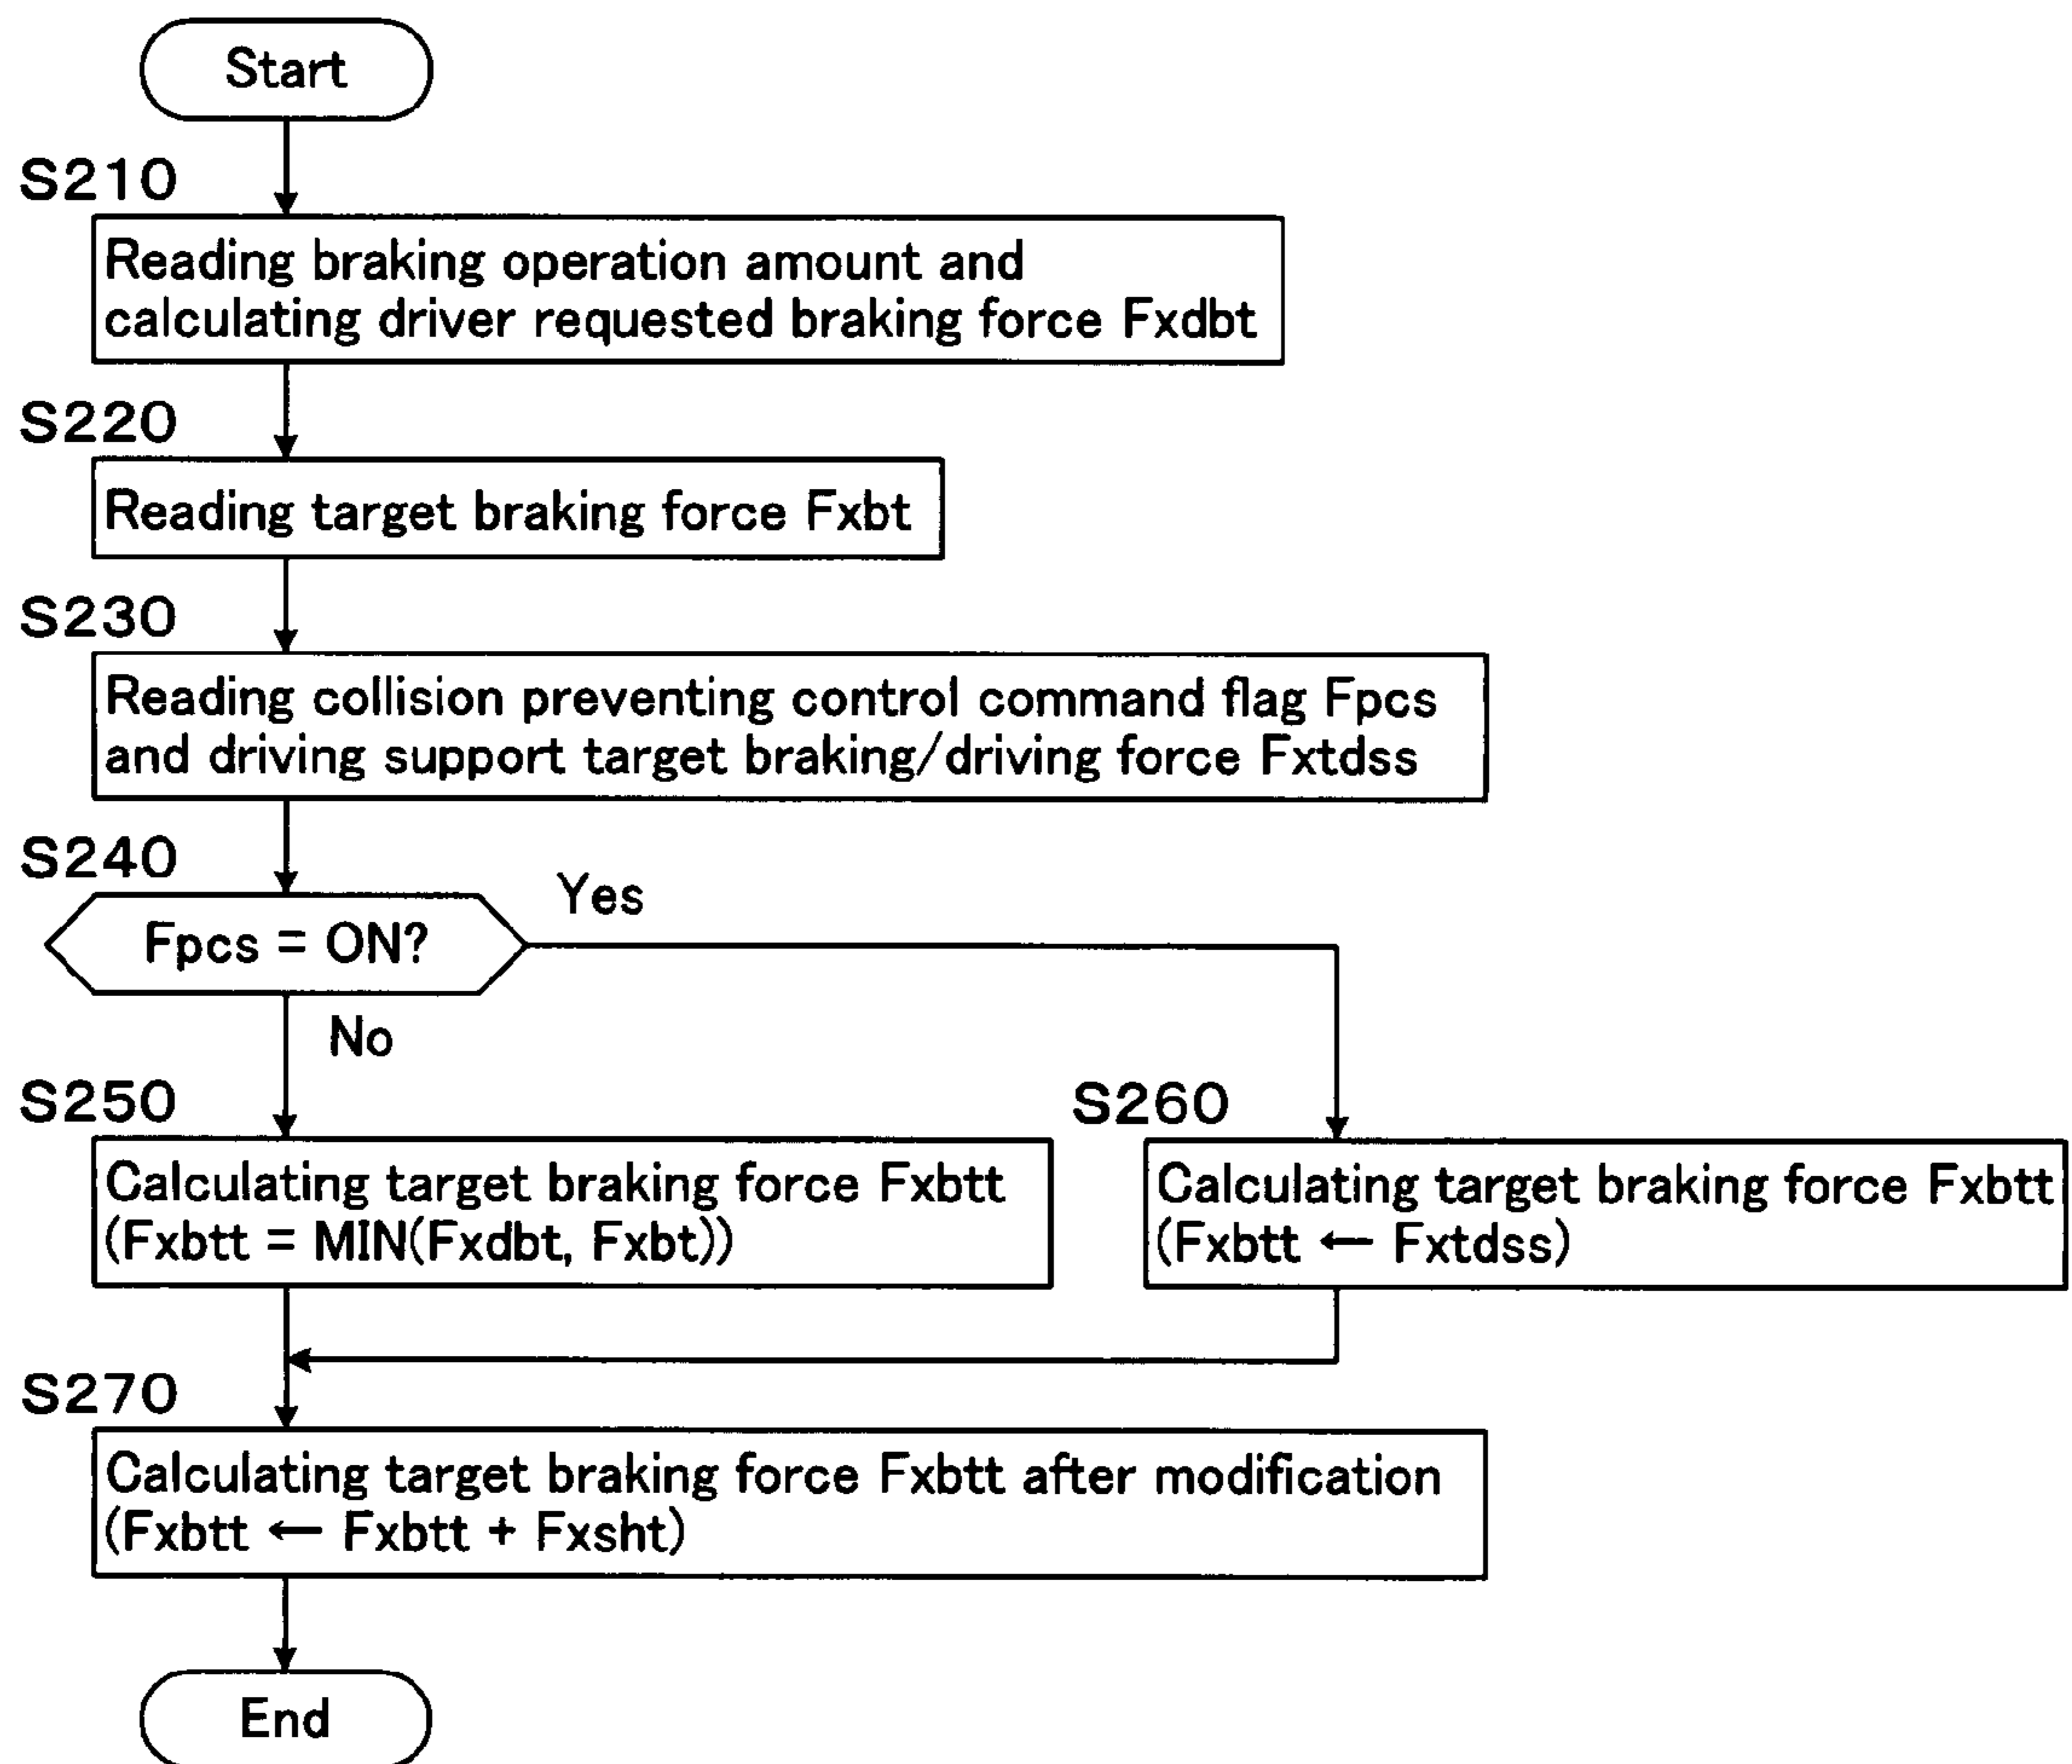 Start
S210
Reading braking operation amount and
calculating driver requested braking force Fxdbt
S220
Reading target braking force Fxbt
S230
Reading collision preventing control command flag Fpcs
and driving support target braking/driving force Fxtdss
S240
Fpcs = ON?
Yes
No
S250
Calculating target braking force Fxbtt
(Fxbtt = MIN(Fxdbt, Fxbt))
S260
Calculating target braking force Fxbtt
(Fxbtt ← Fxtdss)
S270
Calculating target braking force Fxbtt after modification
(Fxbtt ← Fxbtt + Fxsht)
End